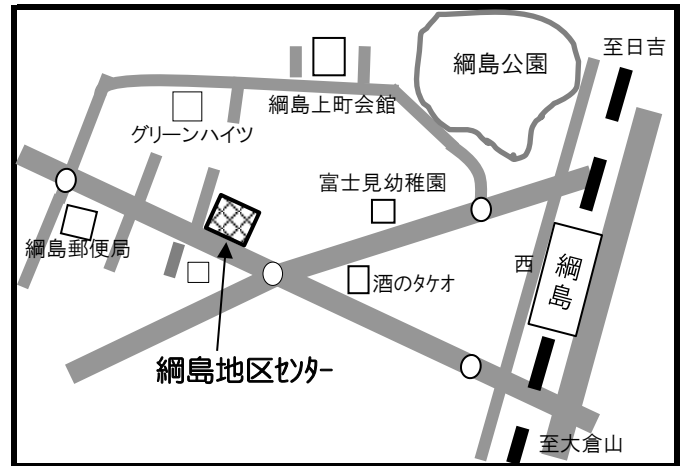 至日吉
綱島公園
綱島上町会館
グリーンハイツ
富士見幼稚園
綱島郵便局
西
綱島
酒のタケオ
綱島地区センター
至大倉山